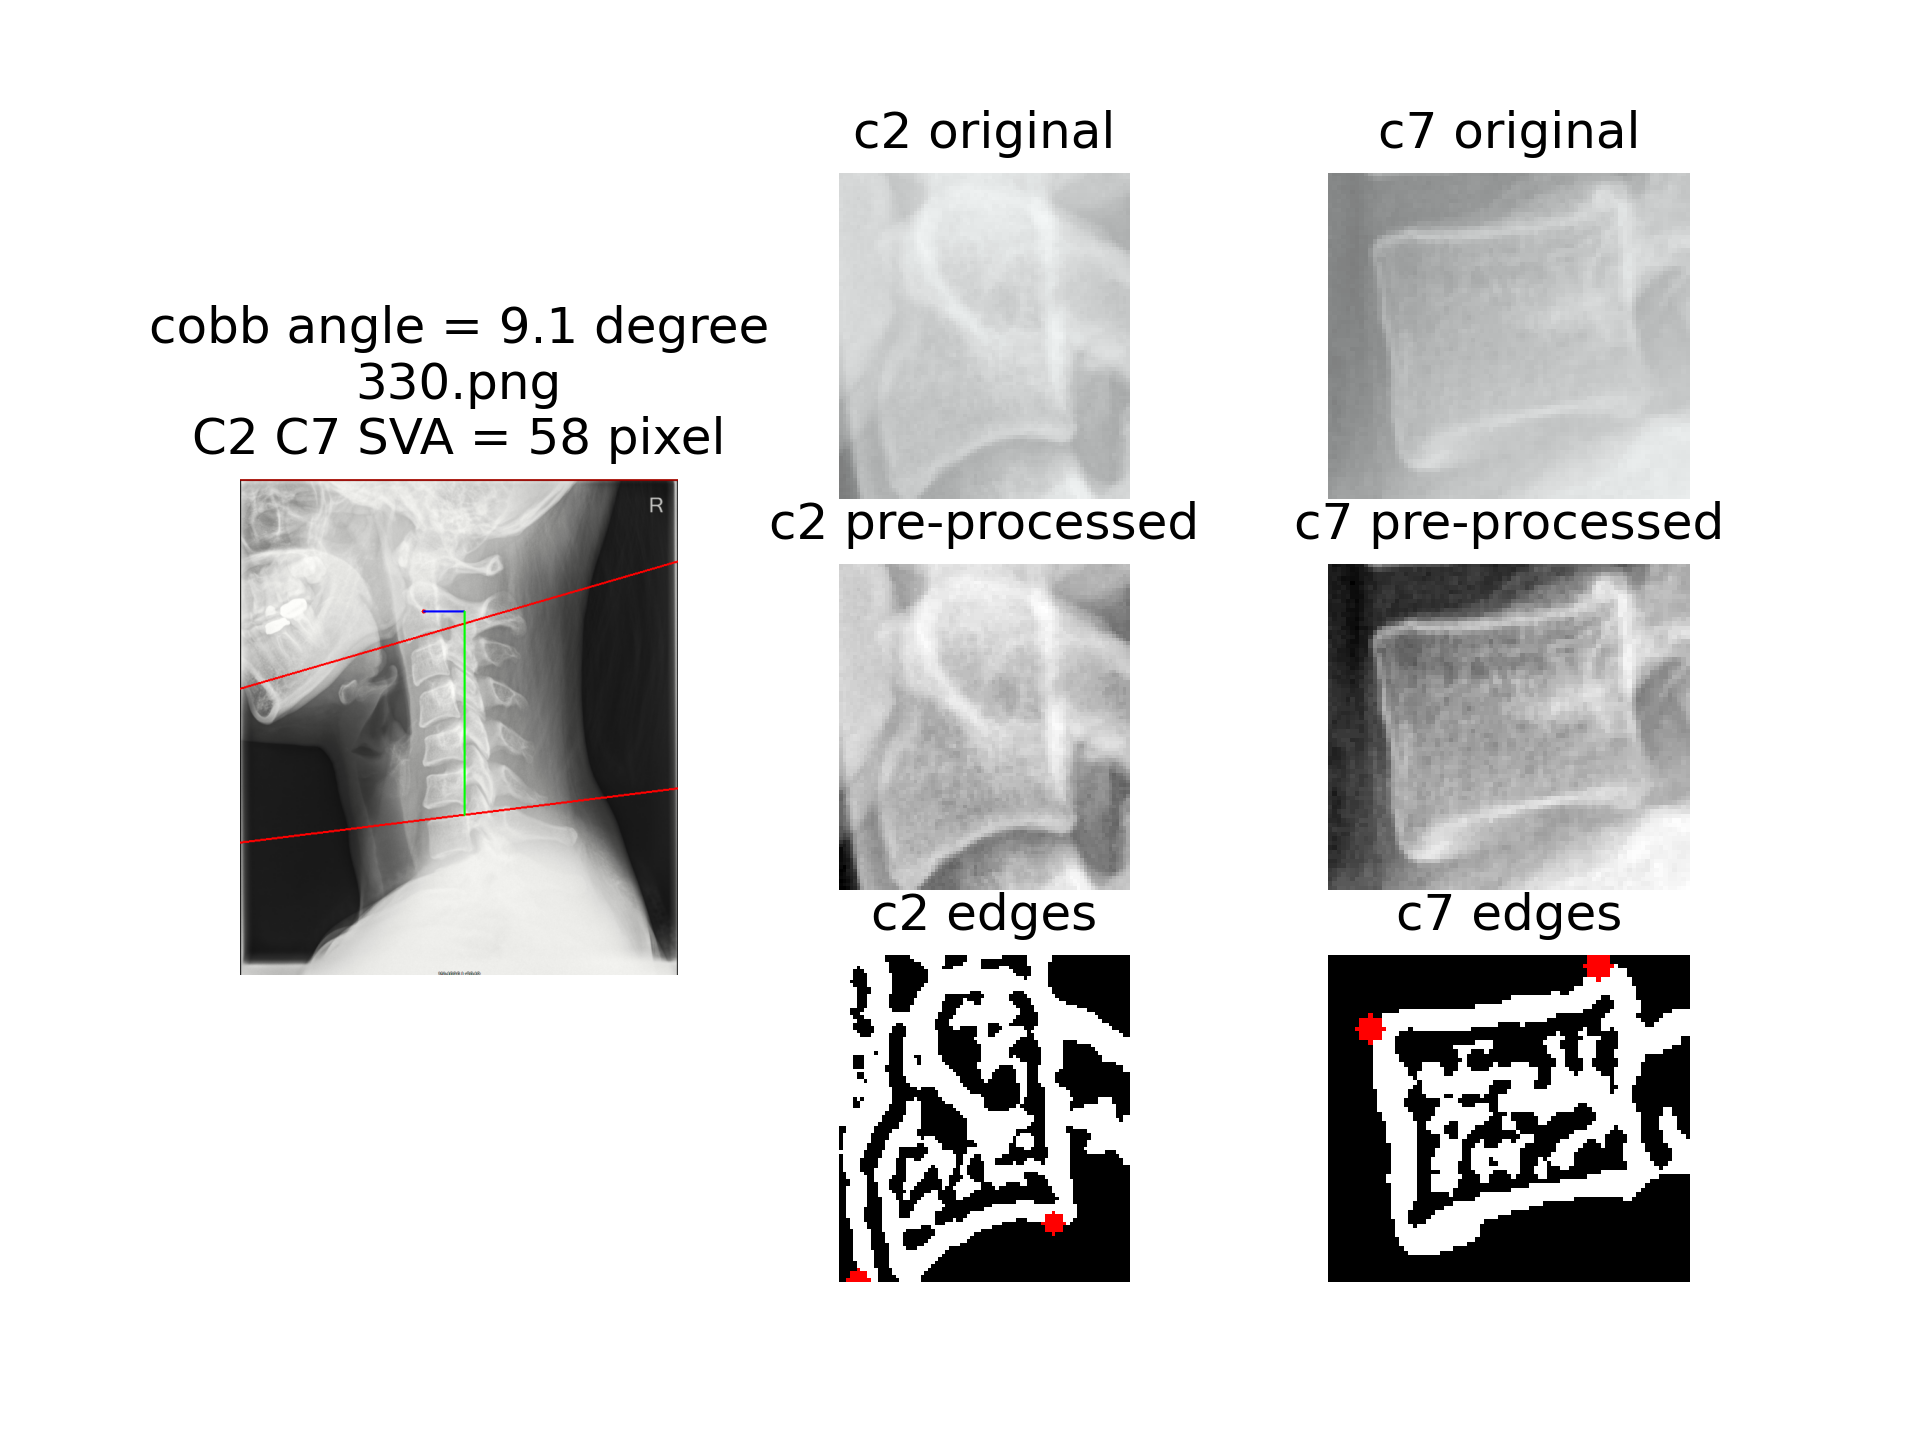 cobb angle = 9.1 degree
330.png
C2 C7 SVA = 58 pixel
R
c2 original
c7 original
c2 pre-processed
c7 pre-processed
c2 edges
c7 edges